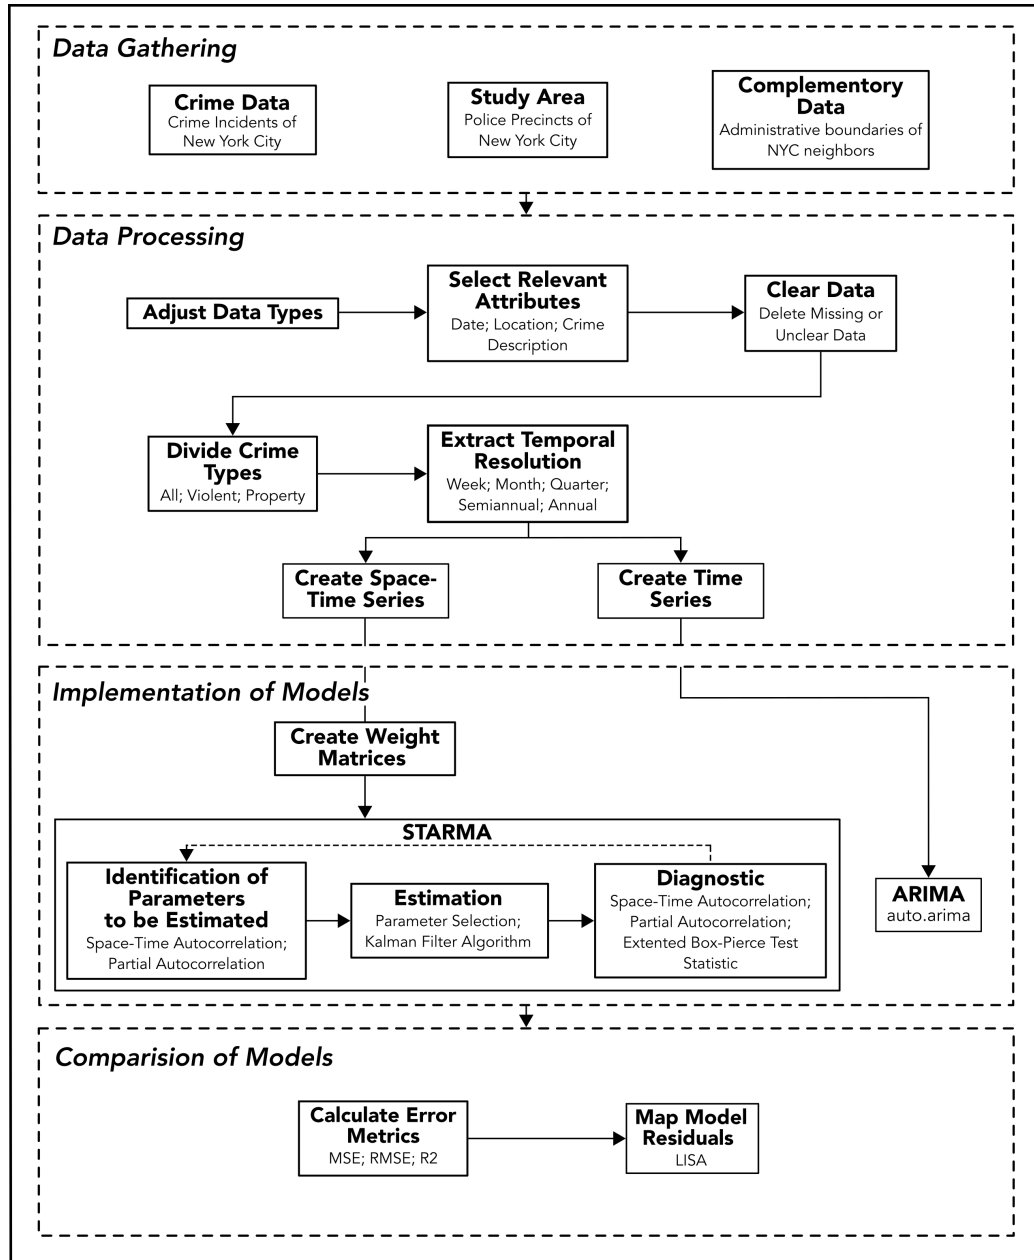 Data Gathering
Crime Data
Crime Incidents of
New York City
Study Area
Police Precincts of
New York City
Complementory
Data
Administrative boundaries of
NYC neighbors
Data Processing
Adjust Data Types
Select Relevant
Attributes
Date; Location; Crime
Description
Clear Data
Delete Missing or
Unclear Data
Divide Crime
Types
All; Violent; Property
Extract Temporal
Resolution
Week; Month; Quarter;
Semiannual; Annual
Create Space-
Time Series
Create Time
Series
Implementation of Models
Create Weight
Matrices
STARMA
Identification of
Parameters
to be Estimated
Space-Time Autocorrelation;
Partial Autocorrelation
Estimation
Parameter Selection;
Kalman Filter Algorithm
Diagnostic
Space-Time Autocorrelation;
Partial Autocorrelation;
Extented Box-Pierce Test
Statistic
ARIMA
auto.arima
Comparision of Models
Calculate Error
Metrics
MSE; RMSE; R2
Map Model
Residuals
LISA